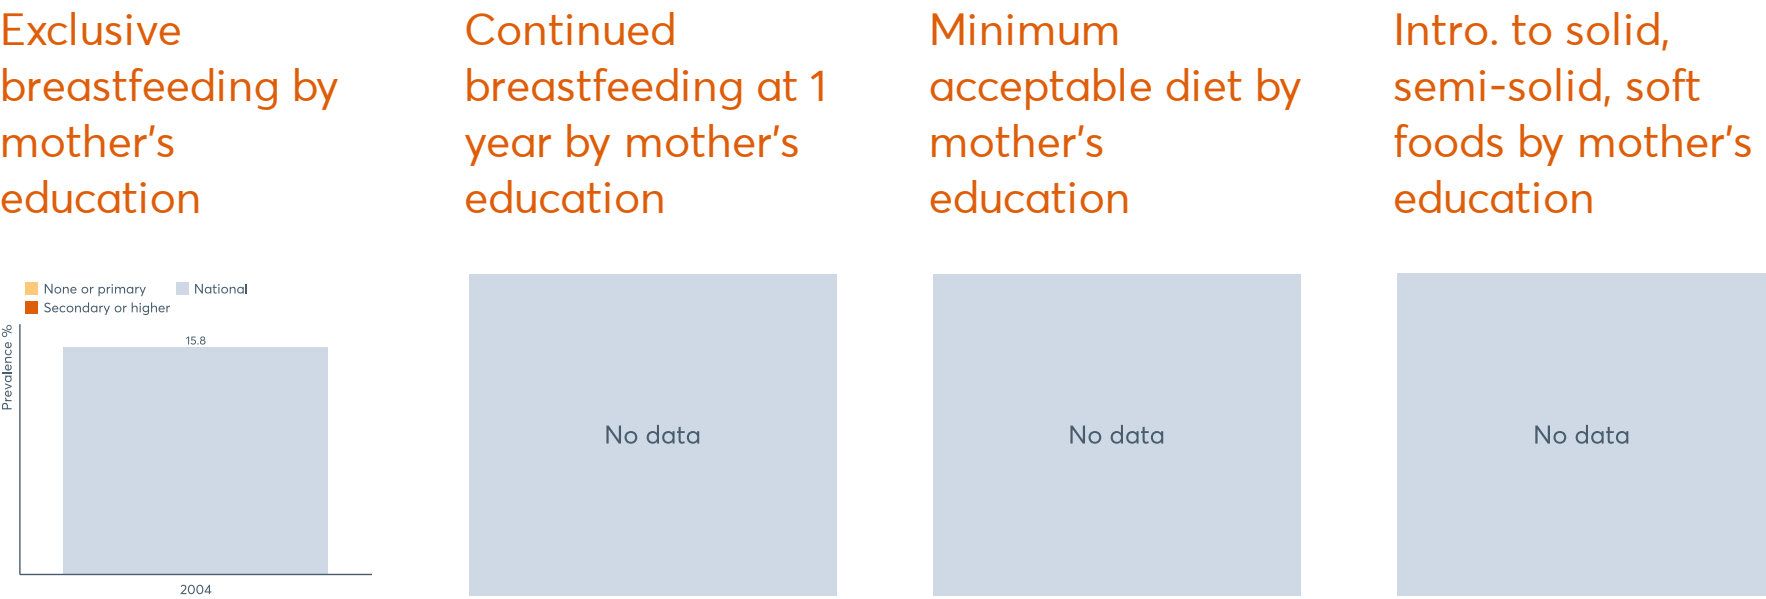 Exclusive
breastfeeding by
mother's
education
Continued
breastfeeding at 1
year by mother's
education
Minimum
acceptable diet by
mother's
education
Intro. to solid,
semi-solid, soft
foods by mother's
education
None or primary
National
Secondary or higher
Prevalence %
15.8
2004
No data
No data
No data